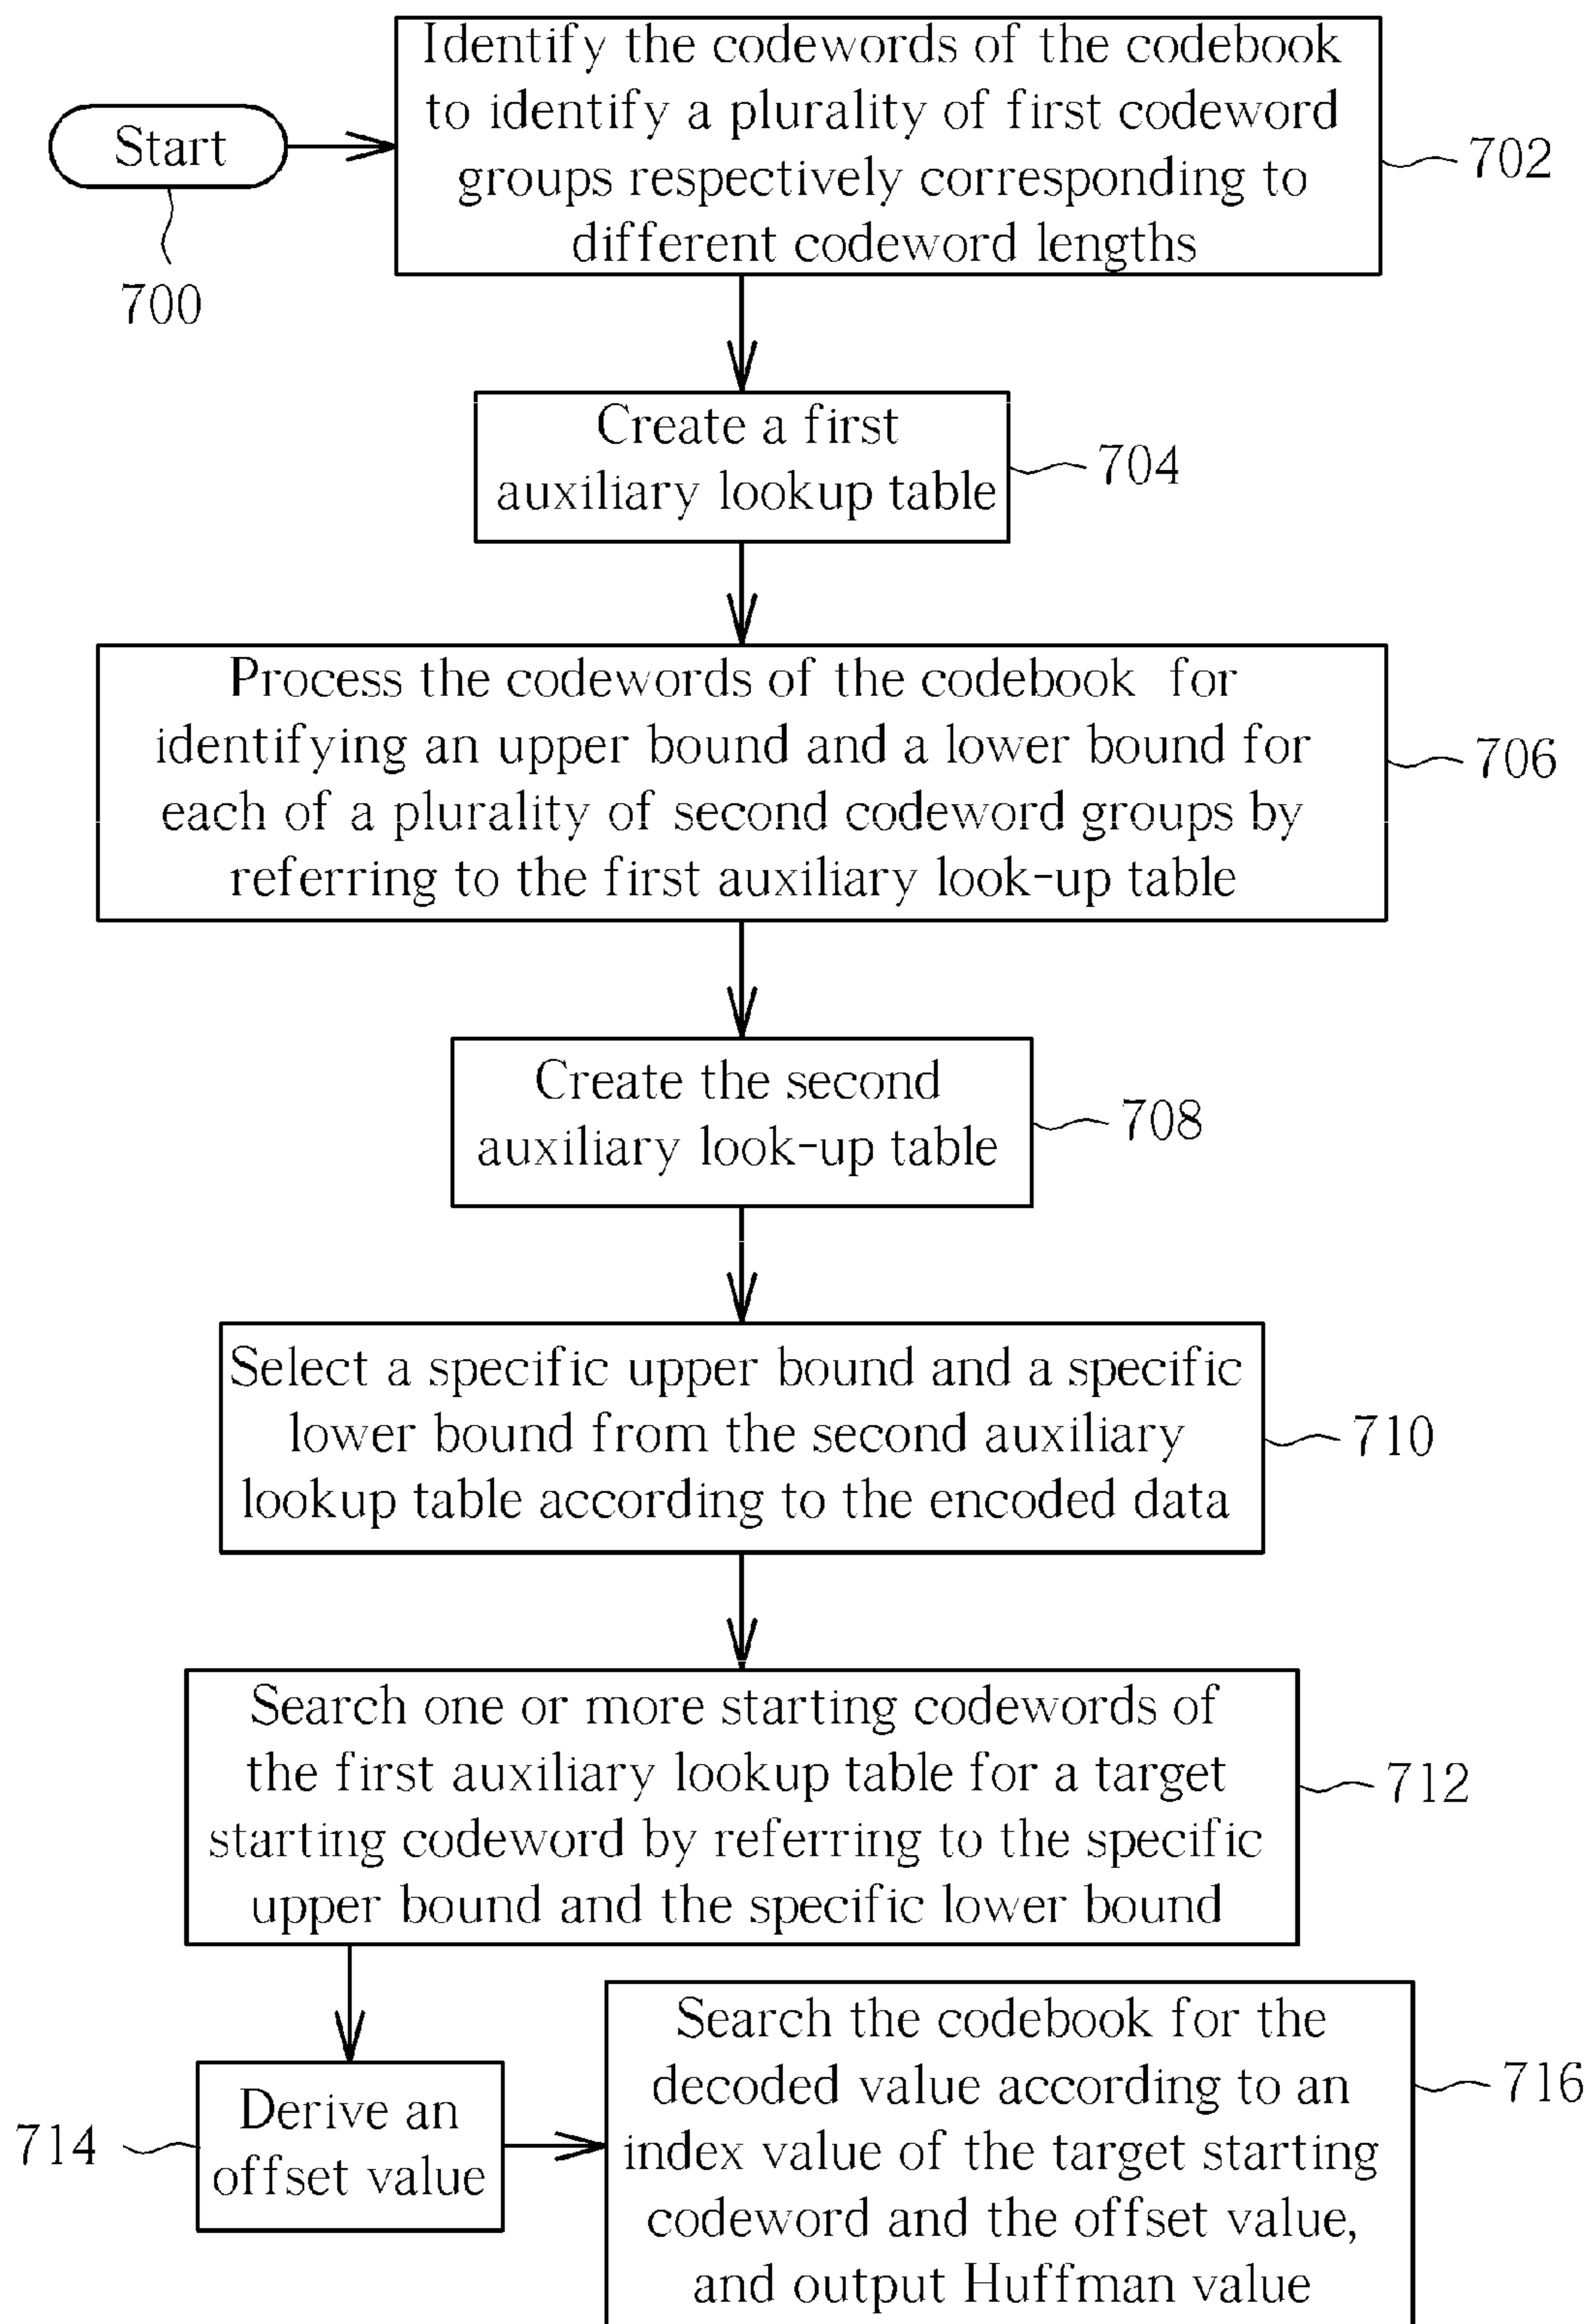 Start
700
Identify the codewords of the codebook
to identify a plurality of first codeword
groups respectively corresponding to
different codeword lengths
702
Create a first
auxiliary lookup table
704
Process the codewords of the codebook for
identifying an upper bound and a lower bound for
each of a plurality of second codeword groups by
referring to the first auxiliary look-up table
706
Create the second
auxiliary look-up table
708
Select a specific upper bound and a specific
lower bound from the second auxiliary
lookup table according to the encoded data
710
Search one or more starting codewords of
the first auxiliary lookup table for a target
starting codeword by referring to the specific
upper bound and the specific lower bound
712
Derive an
offset value
714
Search the codebook for the
decoded value according to an
index value of the target starting
codeword and the offset value,
and output Huffman value
716